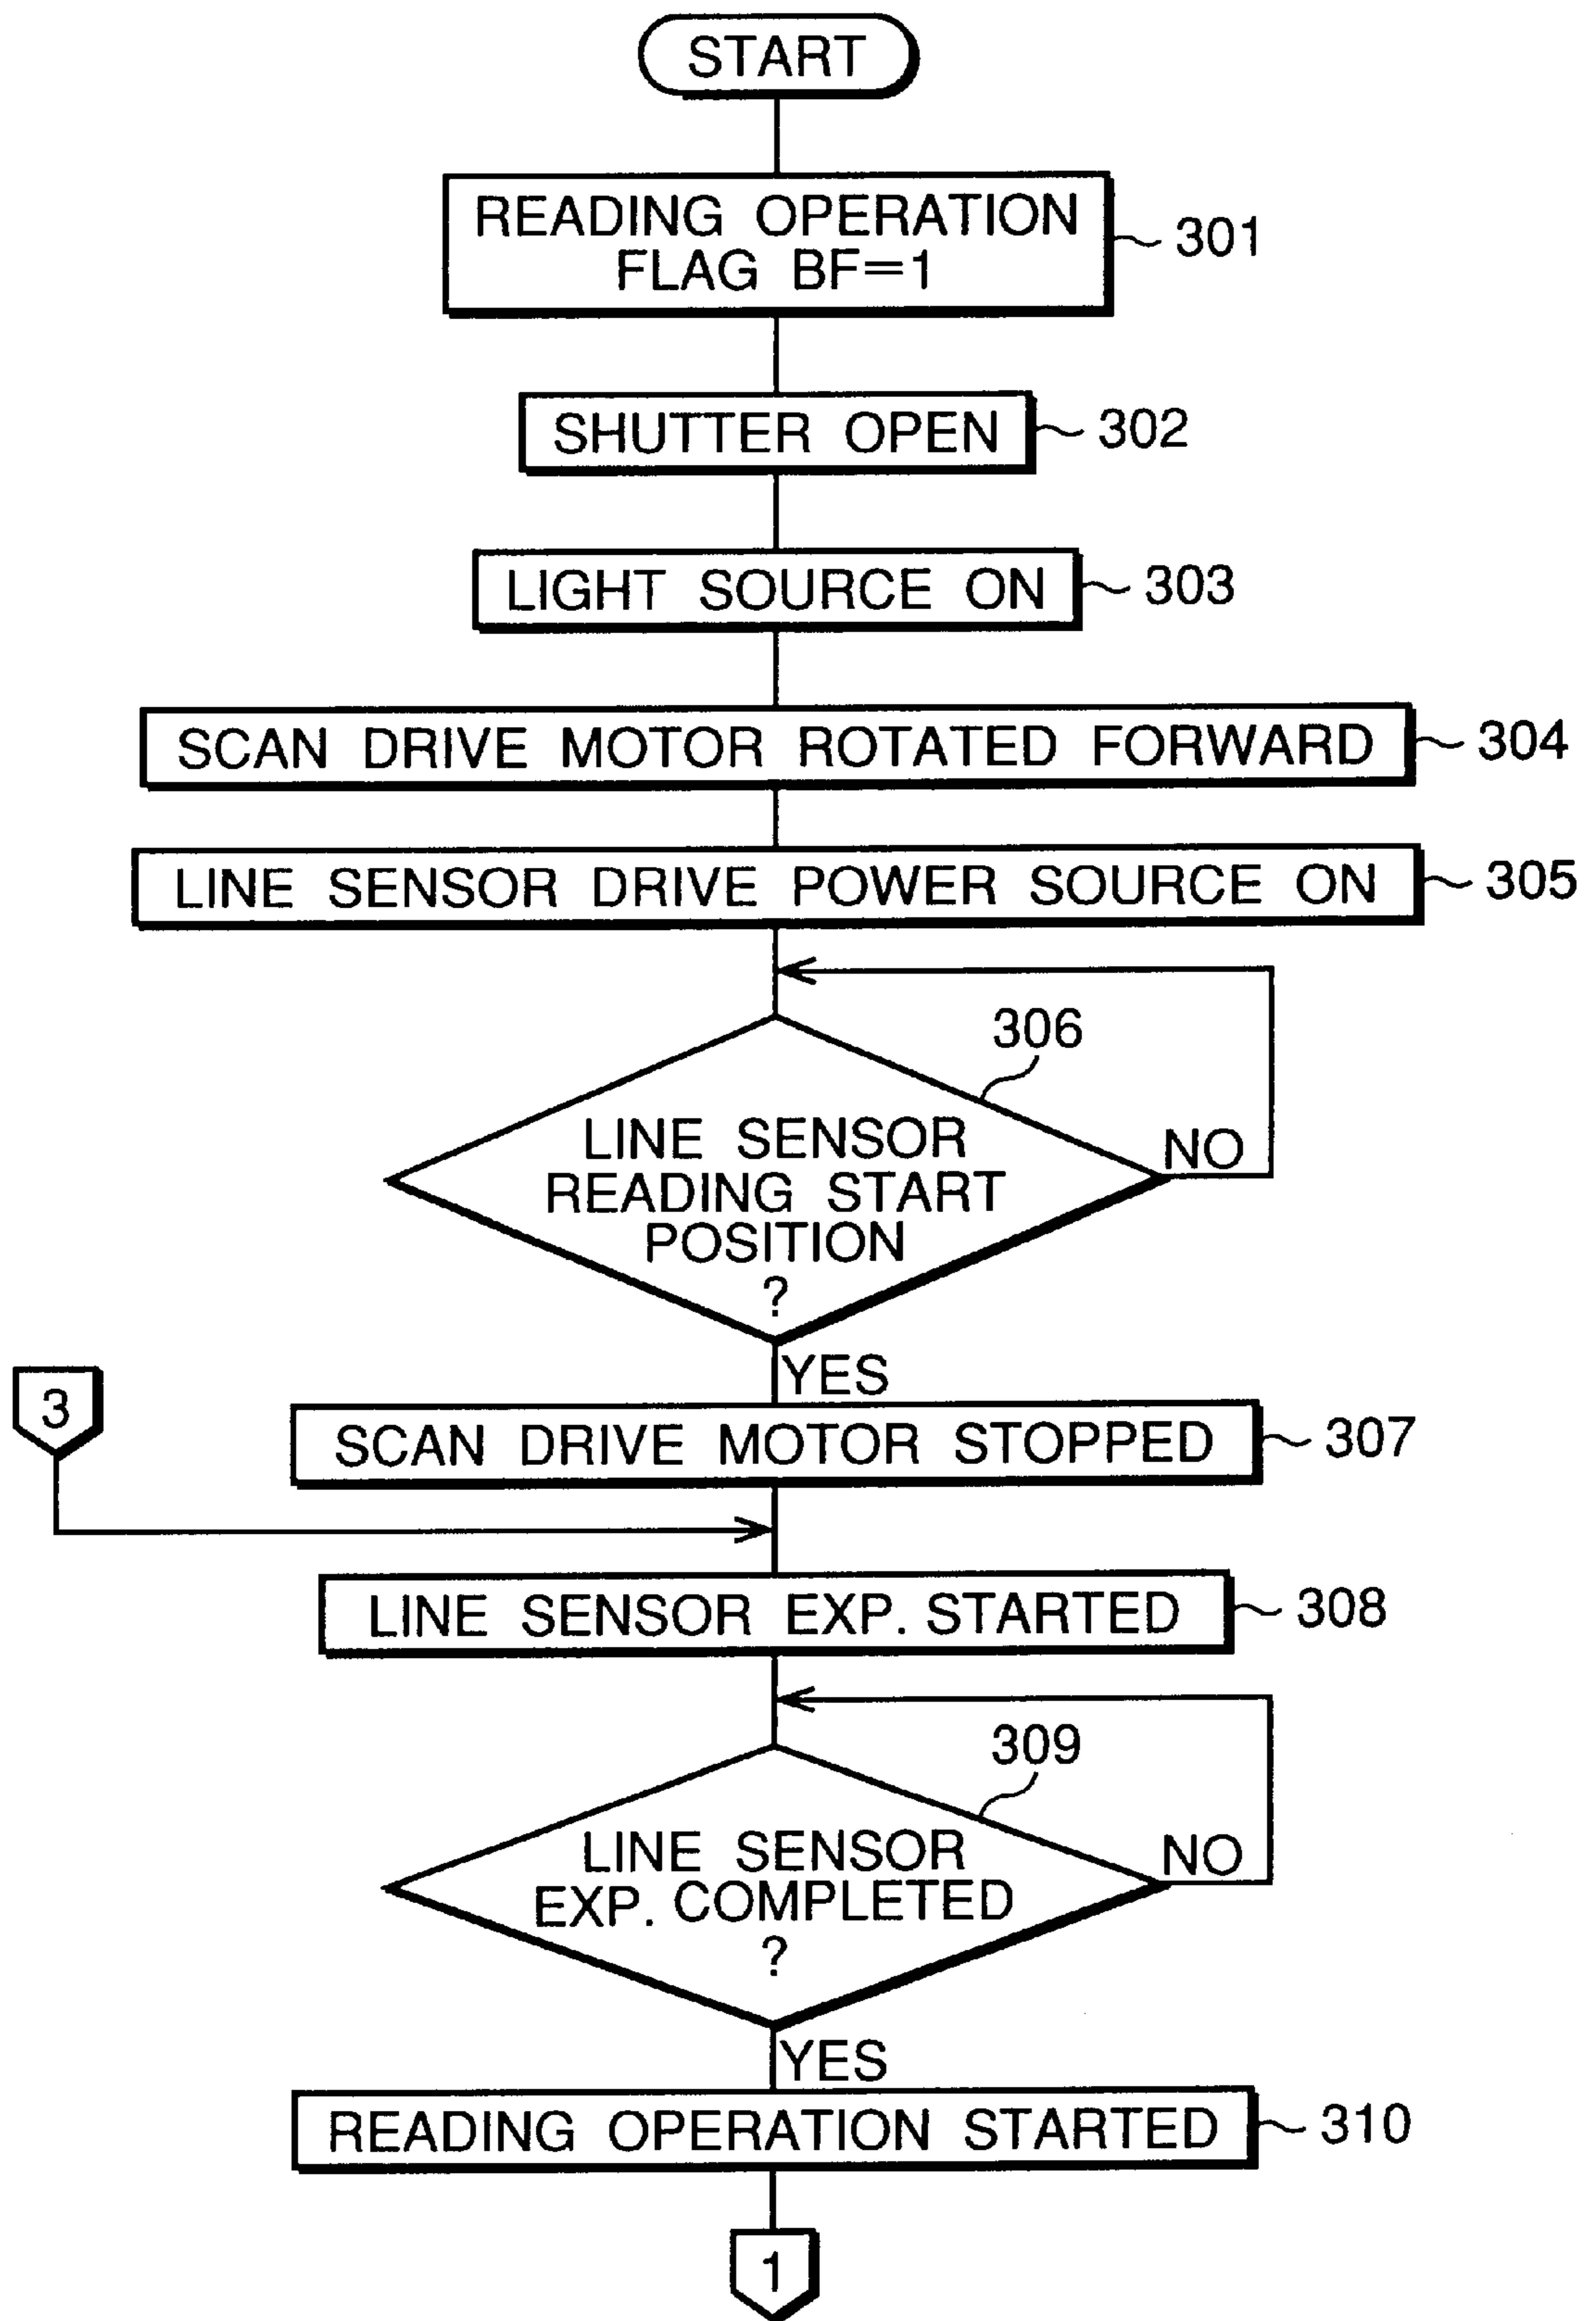 START
READING OPERATION
FLAG BF=1
301
SHUTTER OPEN
302
LIGHT SOURCE ON
303
SCAN DRIVE MOTOR ROTATED FORWARD
304
LINE SENSOR DRIVE POWER SOURCE ON
305
306
LINE SENSOR
READING START
POSITION
?
NO
YES
3
SCAN DRIVE MOTOR STOPPED
307
LINE SENSOR EXP. STARTED
308
309
LINE SENSOR
EXP. COMPLETED
?
NO
YES
READING OPERATION STARTED
310
1